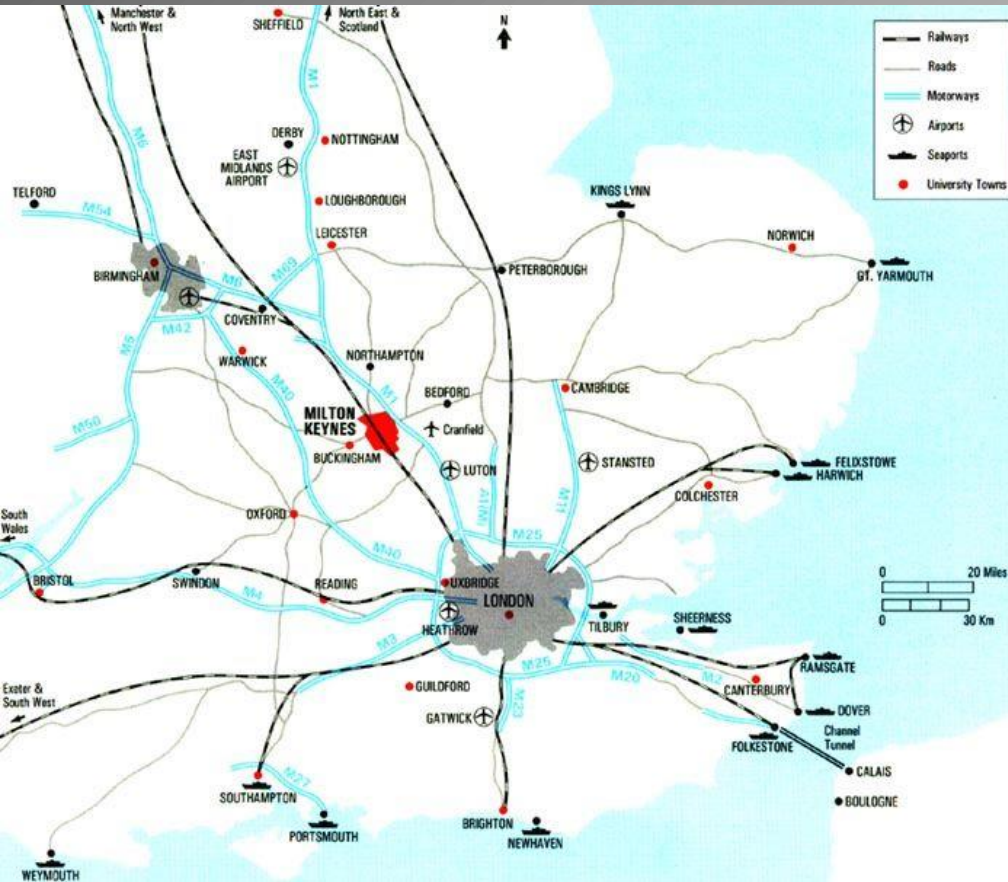 Manchester &
North West
North East &
Scotland
SHEFFIELD
N
Railways
Roads
Motorways
Airports
Seaports
University Towns
M1
M6
DERBY
NOTTINGHAM
EAST
MIDLANDS
AIRPORT
TELFORD
M54
LOUGHBOROUGH
KINGS LYNN
LEICESTER
NORWICH
BIRMINGHAM
M6
M69
PETERBOROUGH
GT. YARMOUTH
COVENTRY
M42
M5
WARWICK
NORTHAMPTON
M40
M1
BEDFORD
CAMBRIDGE
MILTON
KEYNES
Cranfield
M50
BUCKINGHAM
LUTON
STANSTED
FELIXSTOWE
HARWICH
COLCHESTER
A1(M)
M11
OXFORD
South
Wales
M40
M25
BRISTOL
SWINDON
READING
UXBRIDGE
0 20 Miles
M4
LONDON
0 30 Km
HEATHROW
TILBURY
SHEERNESS
M3
M25
M20
M2
RAMSGATE
CANTERBURY
Exeter &
South West
GUILDFORD
M23
GATWICK
DOVER
FOLKESTONE
Channel
Tunnel
CALAIS
M27
SOUTHAMPTON
BOULOGNE
PORTSMOUTH
BRIGHTON
NEWHAVEN
WEYMOUTH